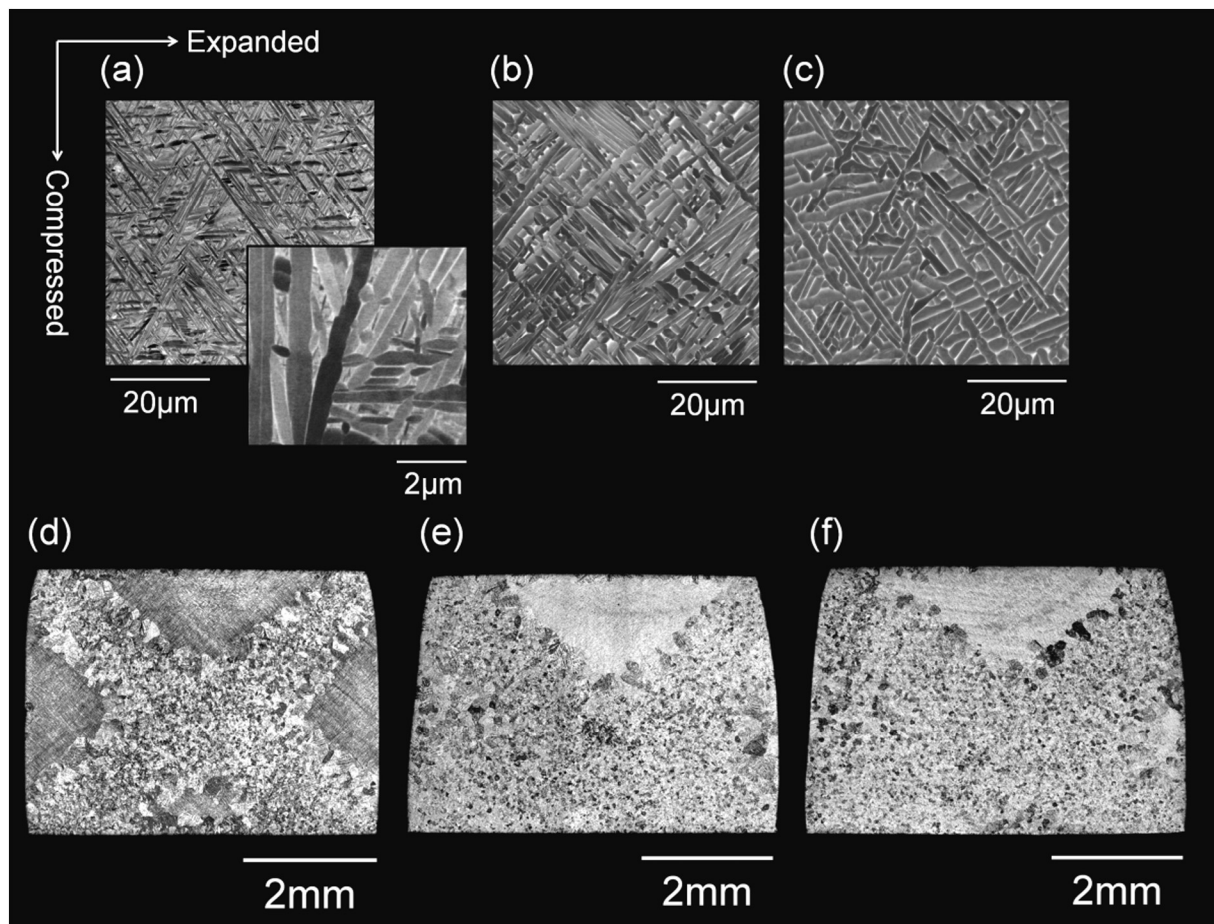 Expanded
Compressed
(a)
(b)
(c)
20µm
20µm
20µm
2µm
(d)
(e)
(f)
2mm
2mm
2mm